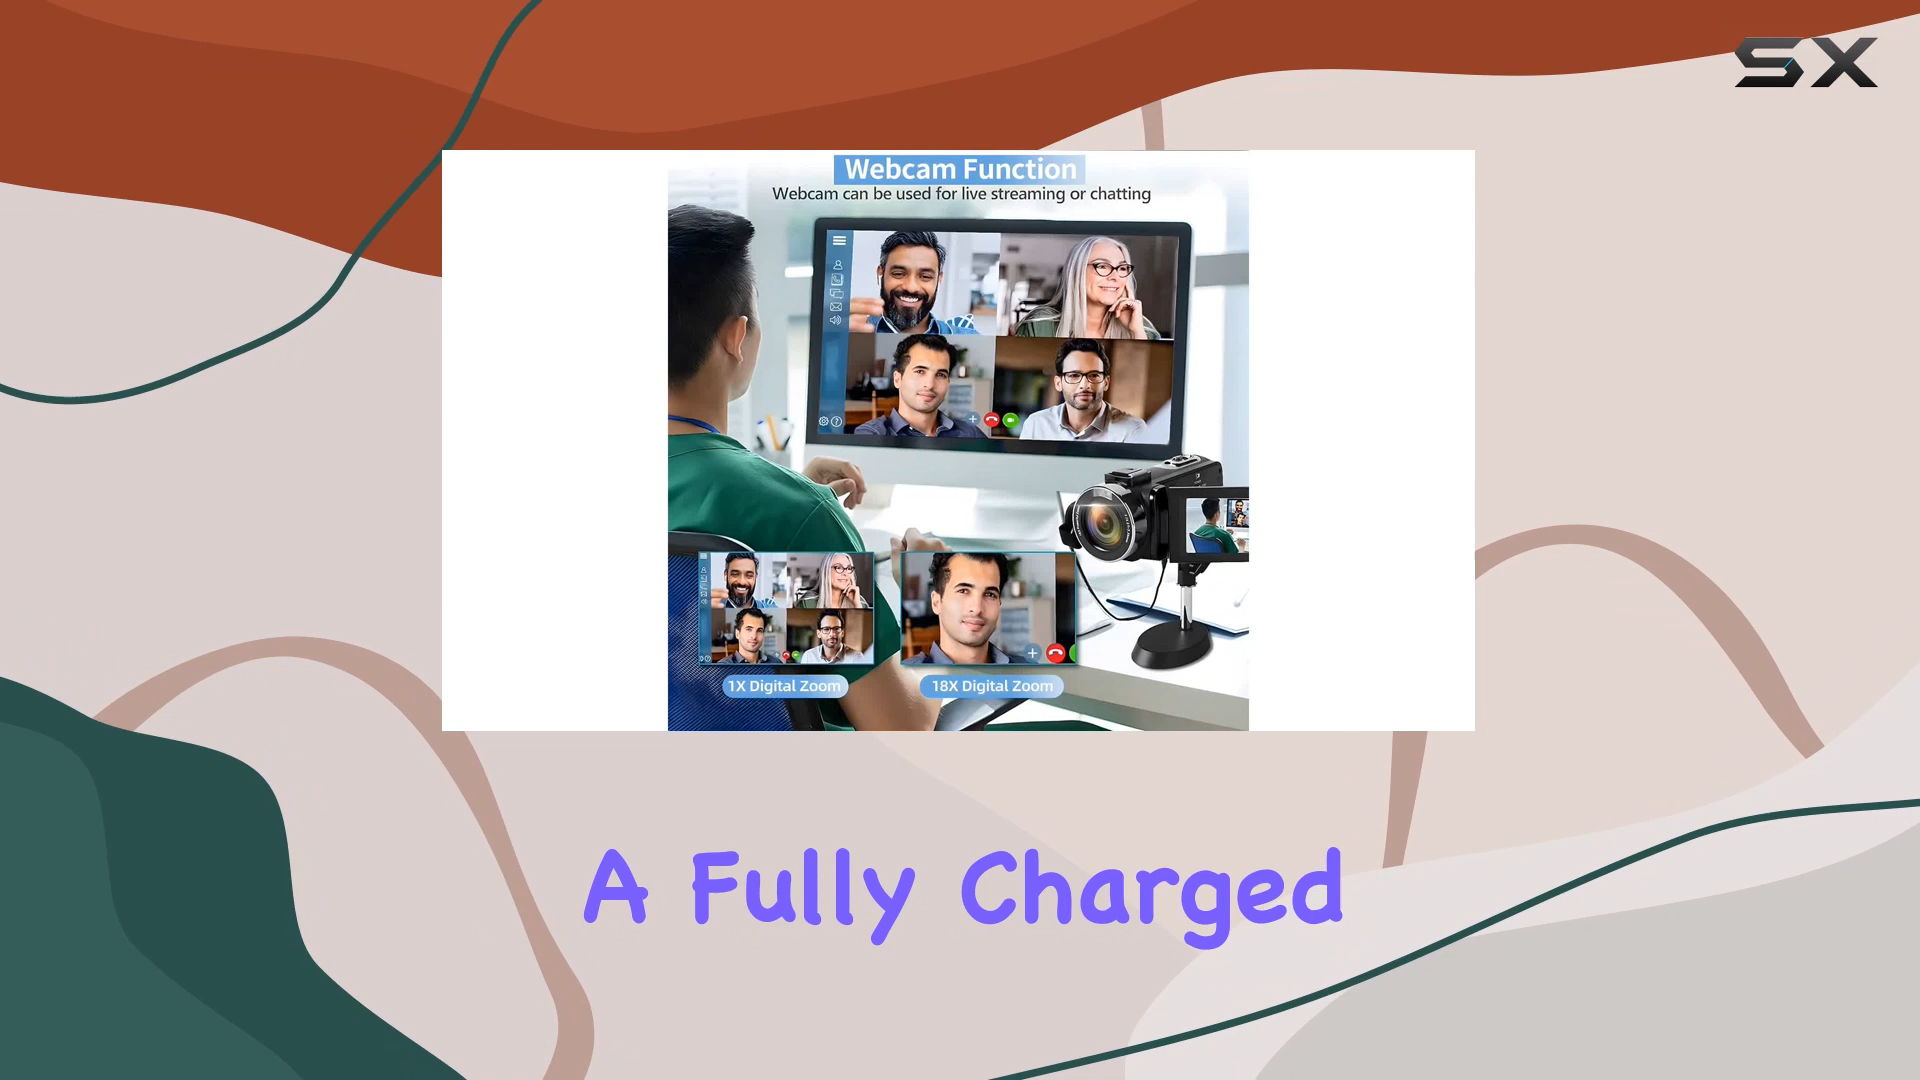 SX
Webcam Function
Webcam can be used for live streaming or chatting
1X Digital Zoom
18X Digital Zoom
A Fully Charged